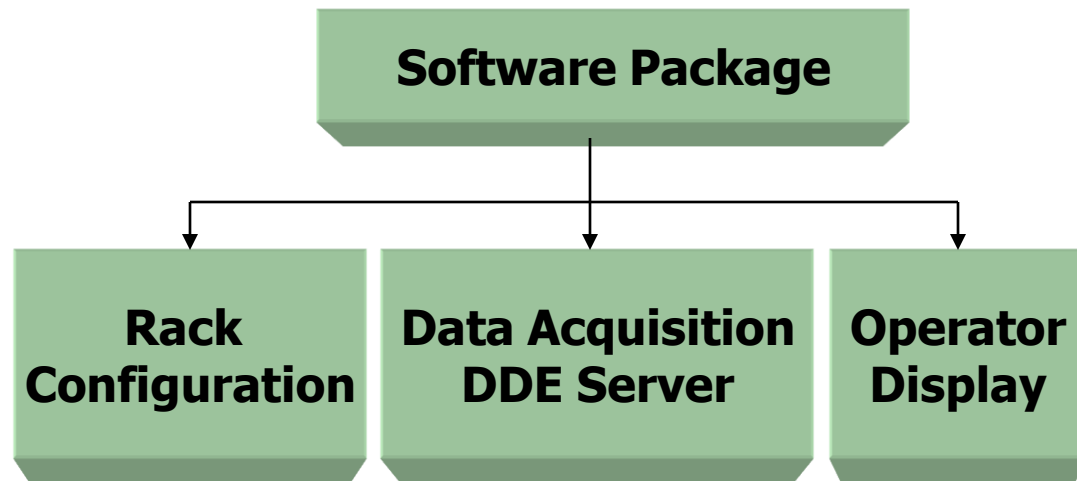 Software Package
Rack
Configuration
Data Acquisition
DDE Server
Operator
Display